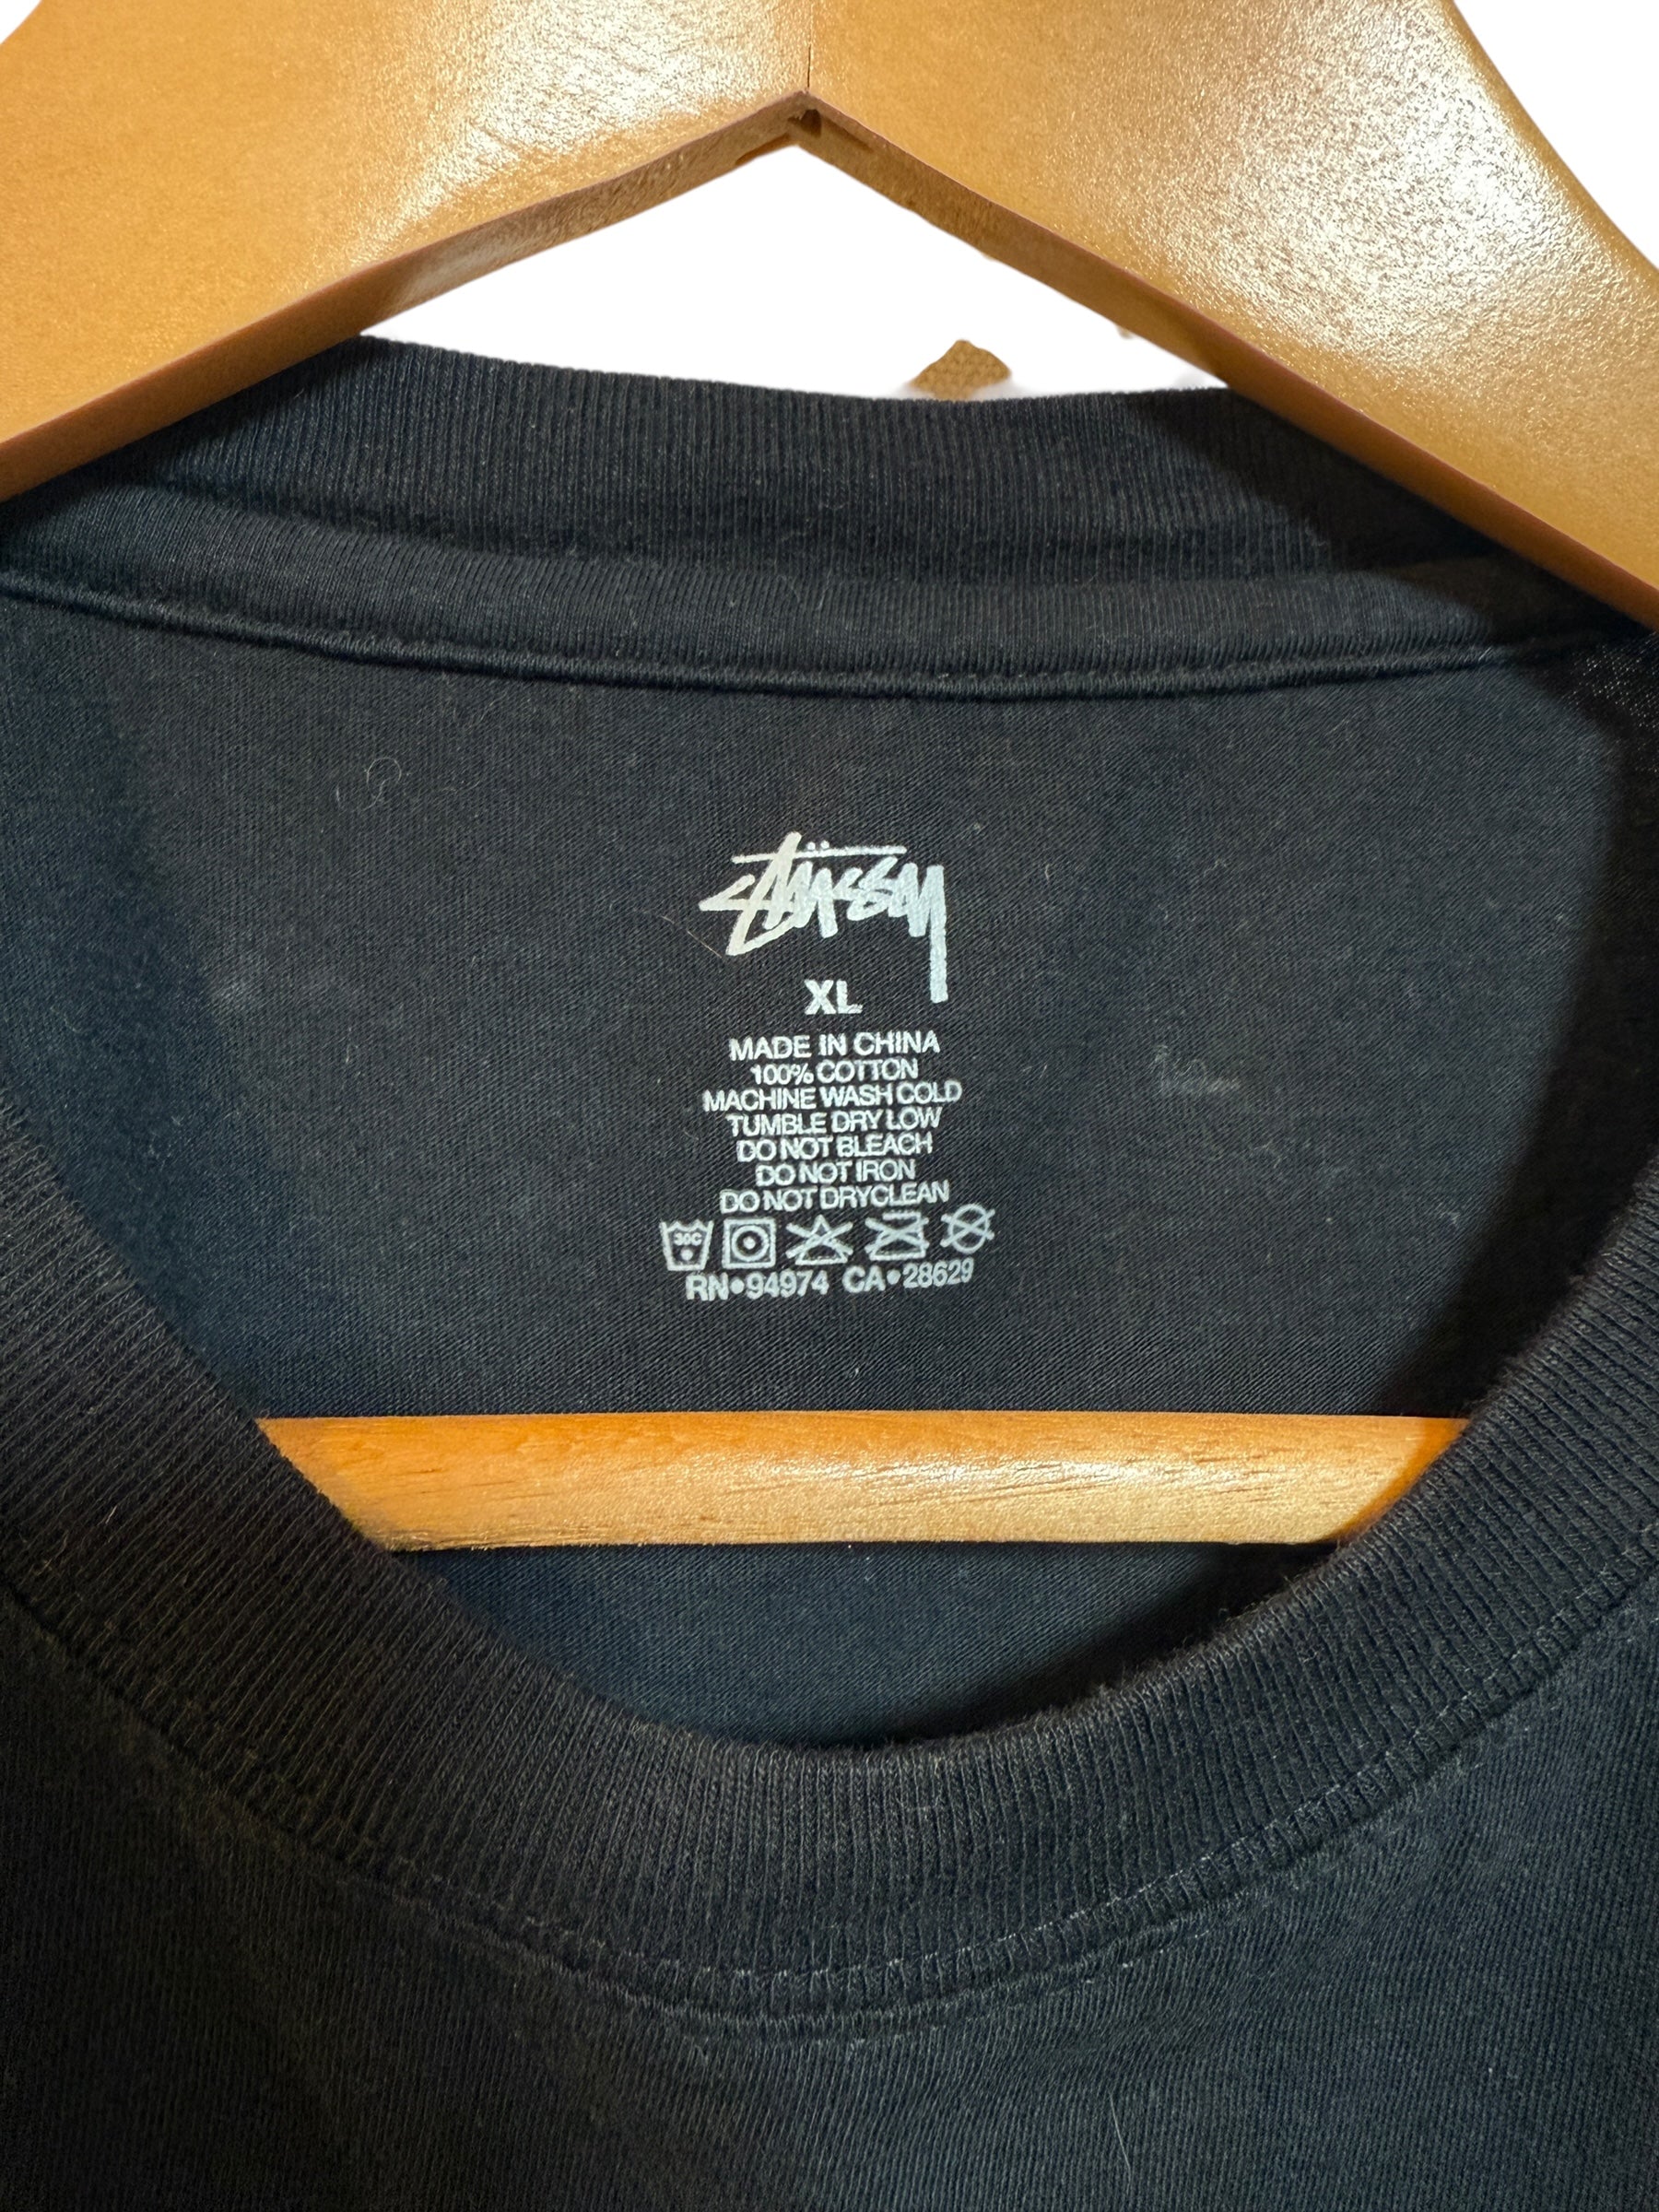 Stüssy
XL
MADE IN CHINA
100% COTTON
MACHINE WASH COLD
TUMBLE DRY LOW
DO NOT BLEACH
DO NOT IRON
DO NOT DRYCLEAN
30C
RN•94974 CA•28629